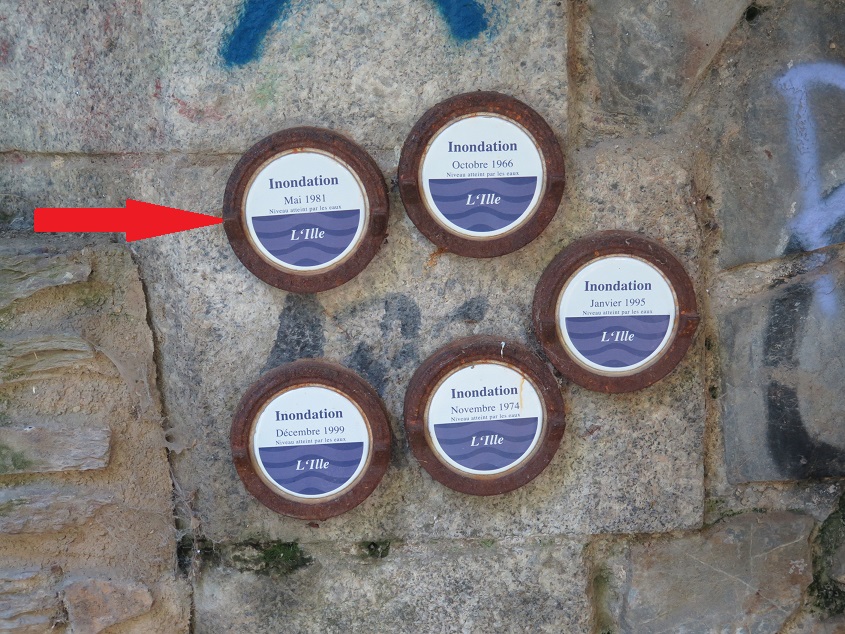 Inondation
Mai 1981
Niveau atteint par les eaux
L'Ille
Inondation
Octobre 1966
Niveau atteint par les eaux
L'Ille
Inondation
Janvier 1995
Niveau atteint par les eaux
L'Ille
Inondation
Décembre 1999
Niveau atteint par les eaux
L'Ille
Inondation
Novembre 1974
Niveau atteint par les eaux
L'Ille